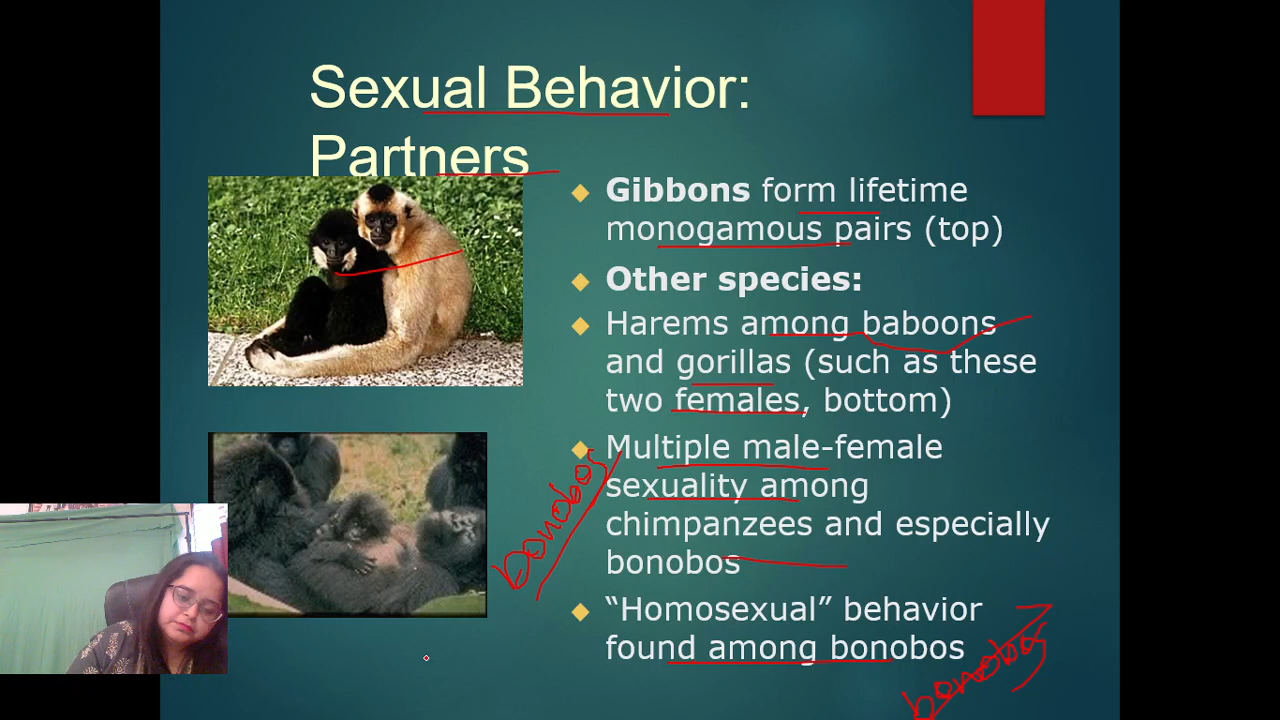 Sexual Behavior:
Partners
Gibbons form lifetime
monogamous pairs (top)
Other species:
Harems among baboons
and gorillas (such as these
two females, bottom)
Multiple male-female
sexuality among
chimpanzees and especially
bonobos
“Homosexual” behavior
found among bonobos
bonobos
bonobos